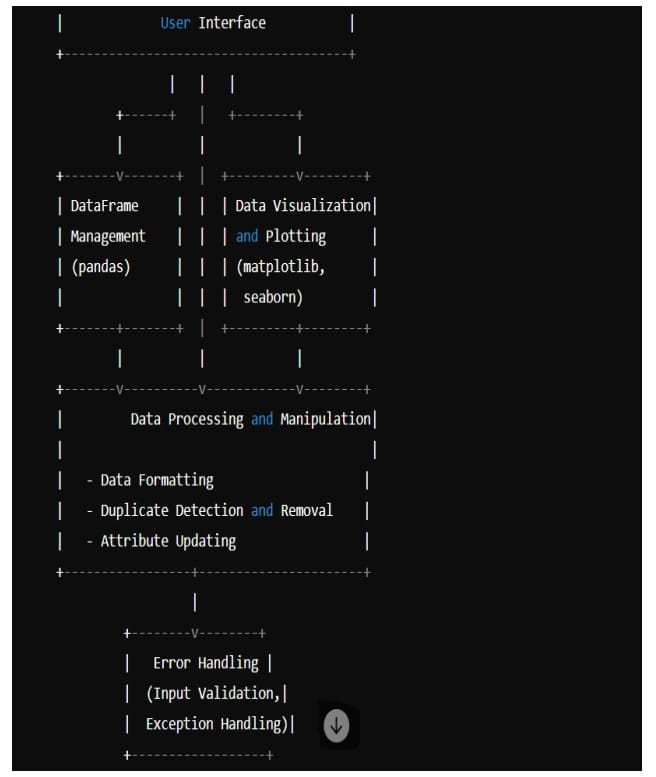 User Interface
DataFrame
Management
(pandas)
Data Visualization
and Plotting
(matplotlib,
seaborn)
Data Processing and Manipulation
- Data Formatting
- Duplicate Detection and Removal
- Attribute Updating
Error Handling
(Input Validation,
Exception Handling)